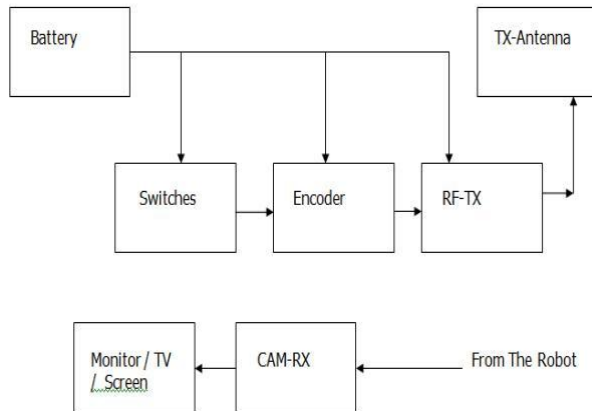 Battery
TX-Antenna
Switches
Encoder
RF-TX
Monitor / TV
/ Screen
CAM-RX
From The Robot